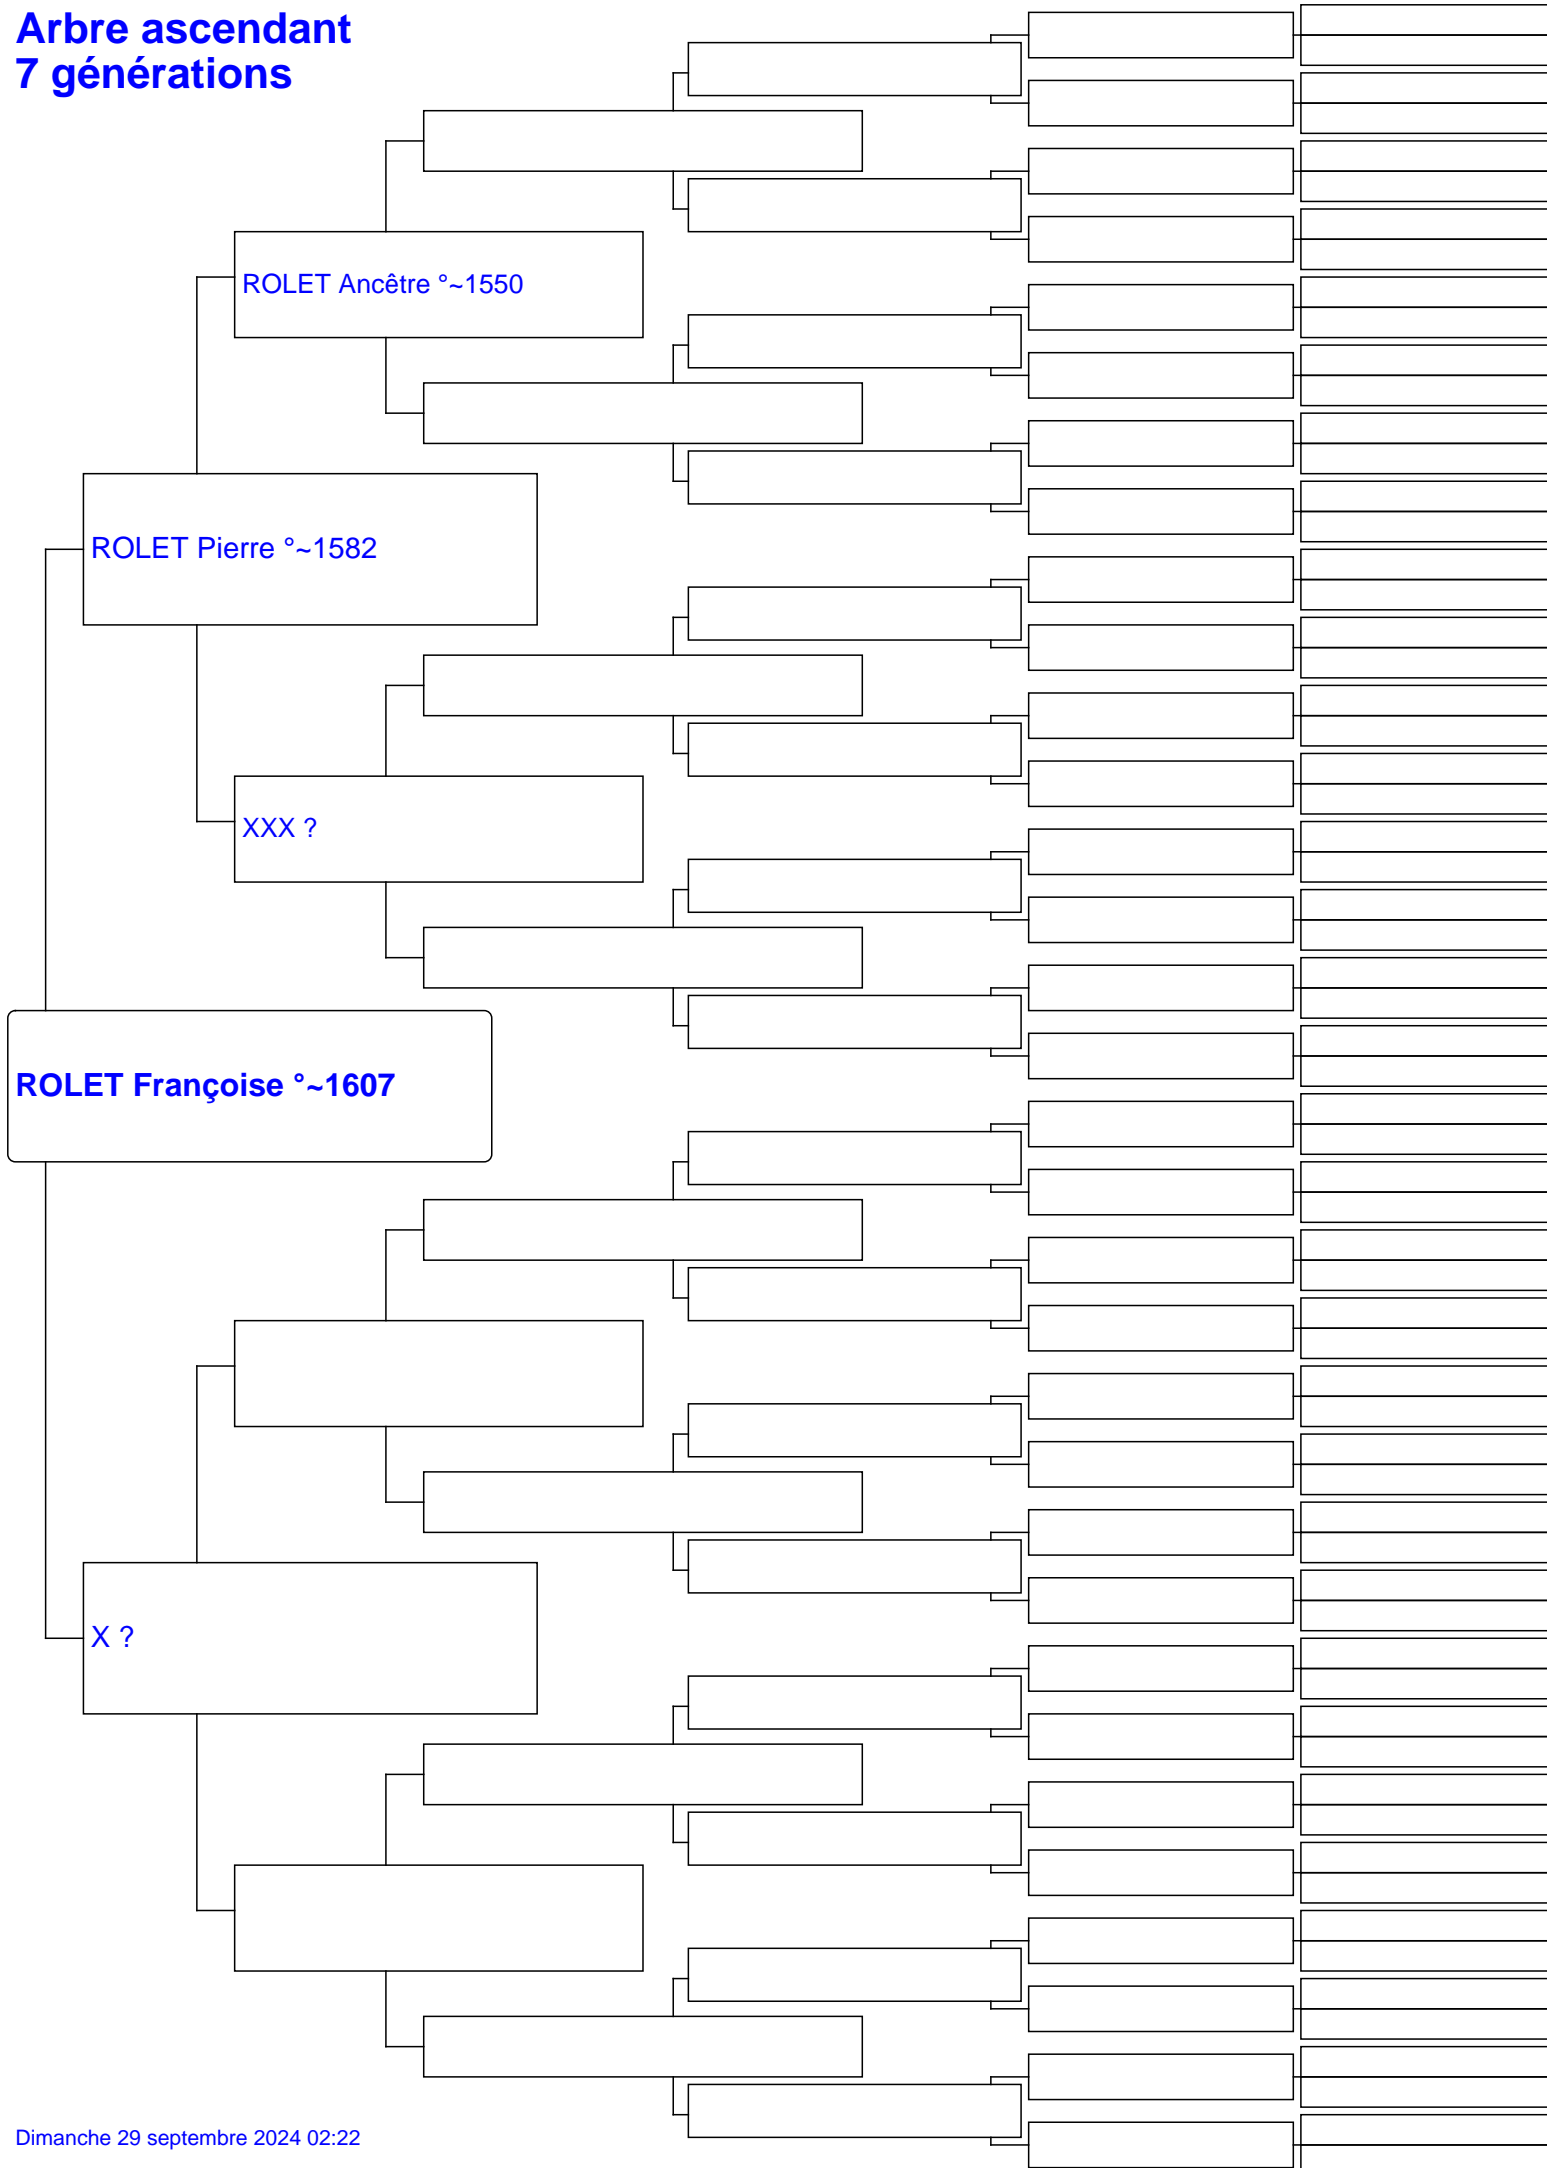 Arbre ascendant
7 générations
ROLET Ancêtre °~1550
ROLET Pierre °~1582
XXX ?
ROLET Françoise °~1607
X ?
Dimanche 29 septembre 2024 02:22